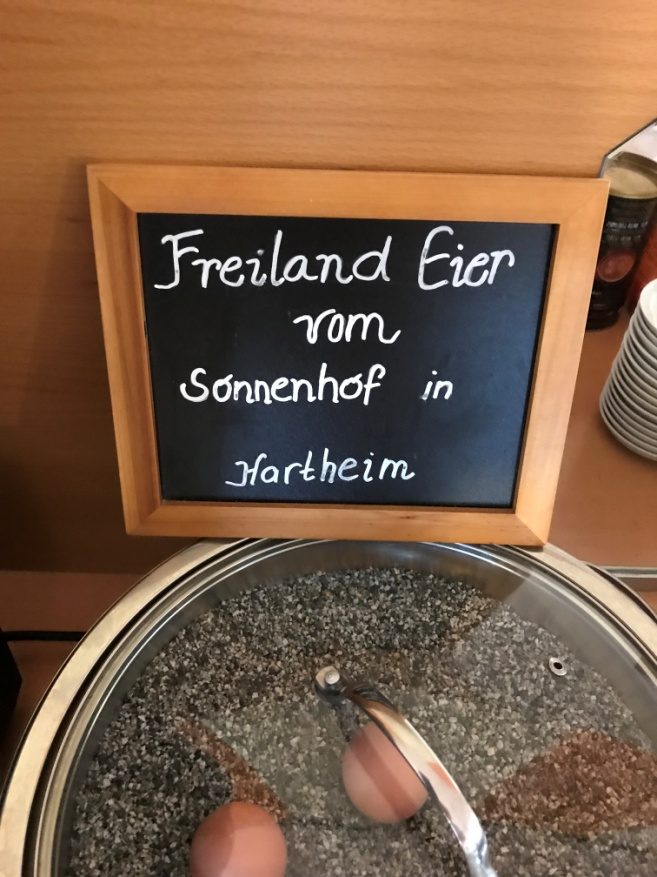 Freiland Eier
vom
Sonnenhof in
Hartheim